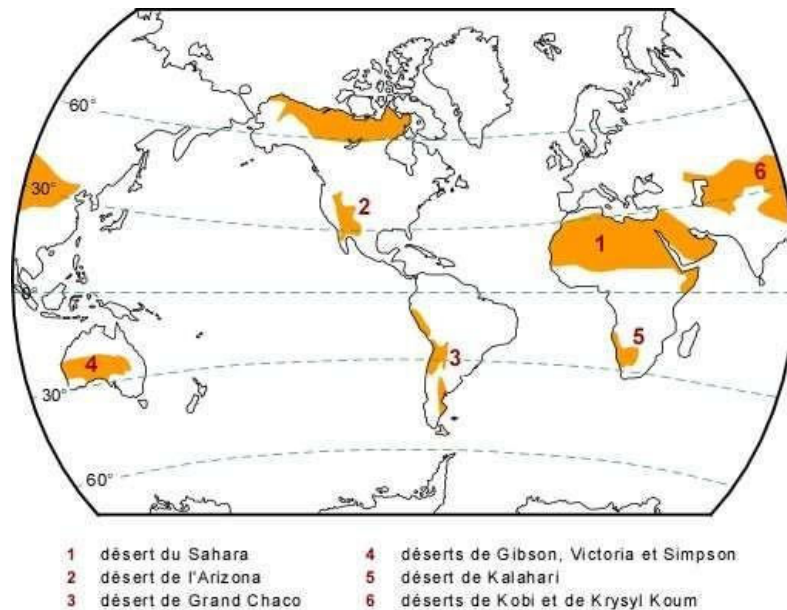 60°
30°
6
2
1
0°
5
3
4
30°
60°
1 désert du Sahara
2 désert de l'Arizona
3 désert de Grand Chaco
4 déserts de Gibson, Victoria et Simpson
5 désert de Kalahari
6 déserts de Kobi et de Krysyl Koum